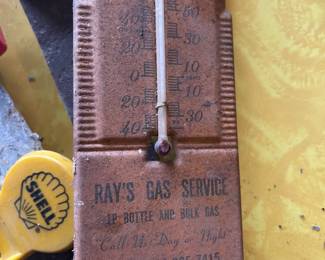 40 50
20 30
0 10
20 10
40 30
RAY'S GAS SERVICE
LP BOTTLE AND BULK GAS
"Call Us Day or Night"
7415
SHELL